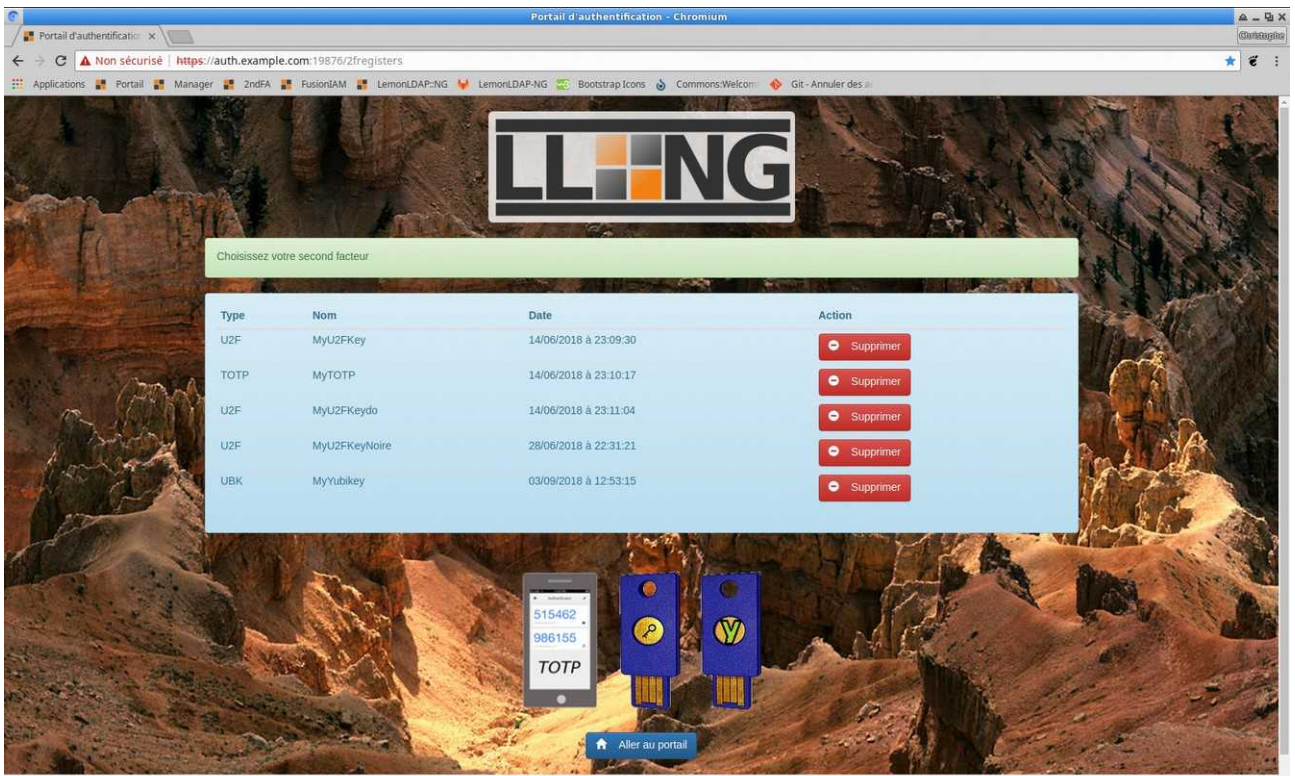 Portail d'authentification - Chromium
Portail d'authentificatio
Christophe
Non sécurisé https://auth.example.com:19876/2fregisters
Applications Portail Manager 2ndFA FusionIAM LemonLDAP::NG LemonLDAP-NG Bootstrap Icons Commons:Welcom Git - Annuler des
LL NG
Choisissez votre second facteur
Type Nom Date Action
U2F MyU2FKey 14/06/2018 à 23:09:30 Supprimer
TOTP MyTOTP 14/06/2018 à 23:10:17 Supprimer
U2F MyU2FKeydo 14/06/2018 à 23:11:04 Supprimer
U2F MyU2FKeyNoire 28/06/2018 à 22:31:21 Supprimer
UBK MyYubikey 03/09/2018 à 12:53:15 Supprimer
515462
986155
TOTP
Y
Aller au portail